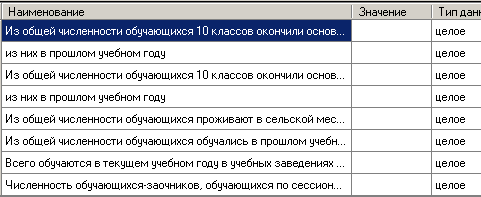 Наименование Значение Тип дан
Из общей численности обучающихся 10 классов окончили основ... целое
из них в прошлом учебном году целое
Из общей численности обучающихся 10 классов окончили основ... целое
из них в прошлом учебном году целое
Из общей численности обучающихся проживают в сельской мес... целое
Из общей численности обучающихся обучались в прошлом учебн... целое
Всего обучаются в текущем учебном году в учебных заведениях ... целое
Численность обучающихся-заочников, обучающихся по сессион... целое